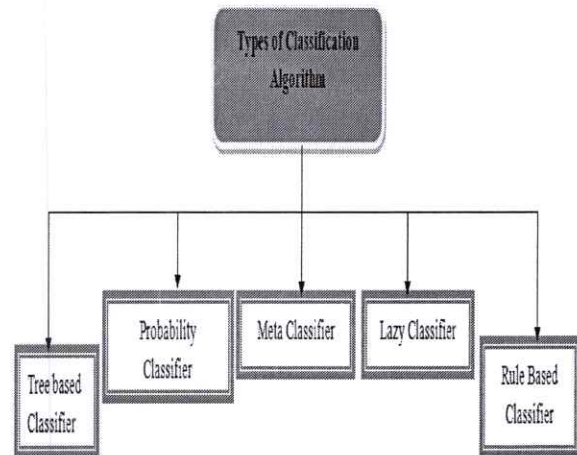 Types of Classification
Algorithm
Probability
Classifier
Meta Classifier
Lazy Classifier
Tree based
Classifier
Rule Based
Classifier